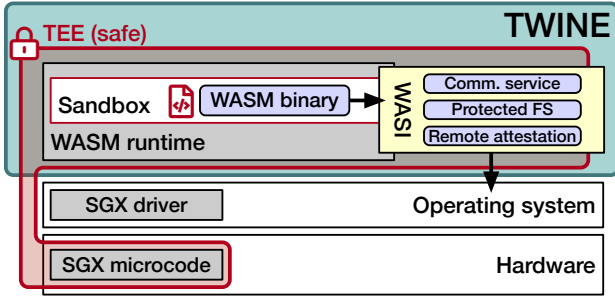 TWINE
TEE (safe)
Sandbox
</>
WASM binary
WASM runtime
WASI
Comm. service
Protected FS
Remote attestation
SGX driver
Operating system
SGX microcode
Hardware